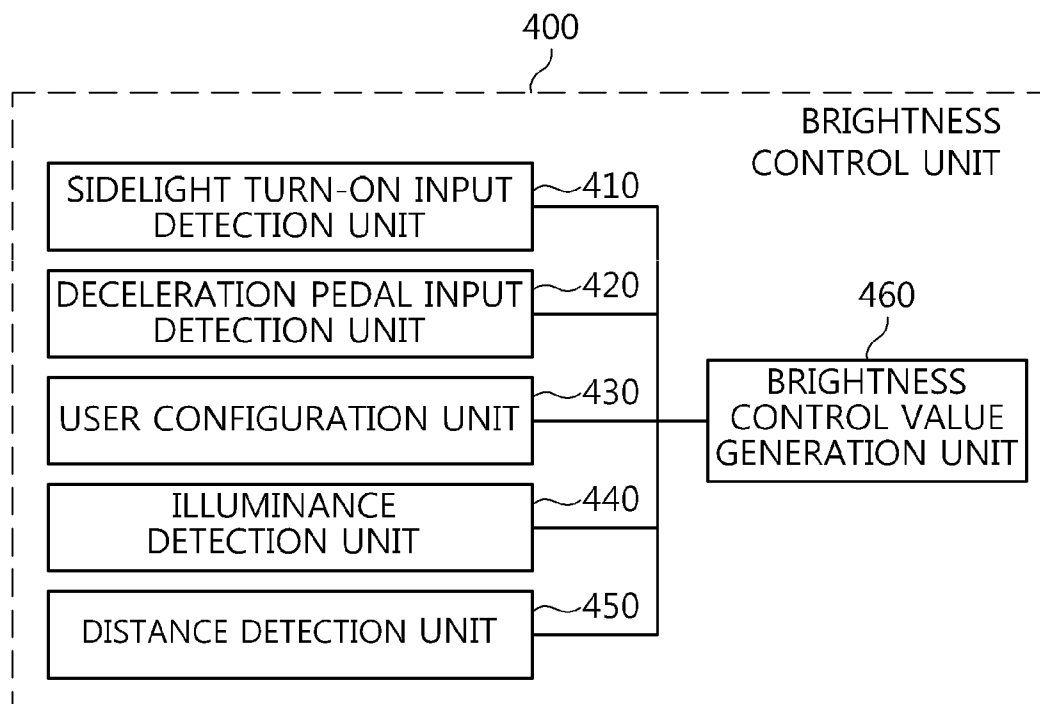 400
BRIGHTNESS
CONTROL UNIT
SIDELIGHT TURN-ON INPUT
DETECTION UNIT
410
DECELERATION PEDAL INPUT
DETECTION UNIT
420
USER CONFIGURATION UNIT
430
ILLUMINANCE
DETECTION UNIT
440
DISTANCE DETECTION UNIT
450
460
BRIGHTNESS
CONTROL VALUE
GENERATION UNIT